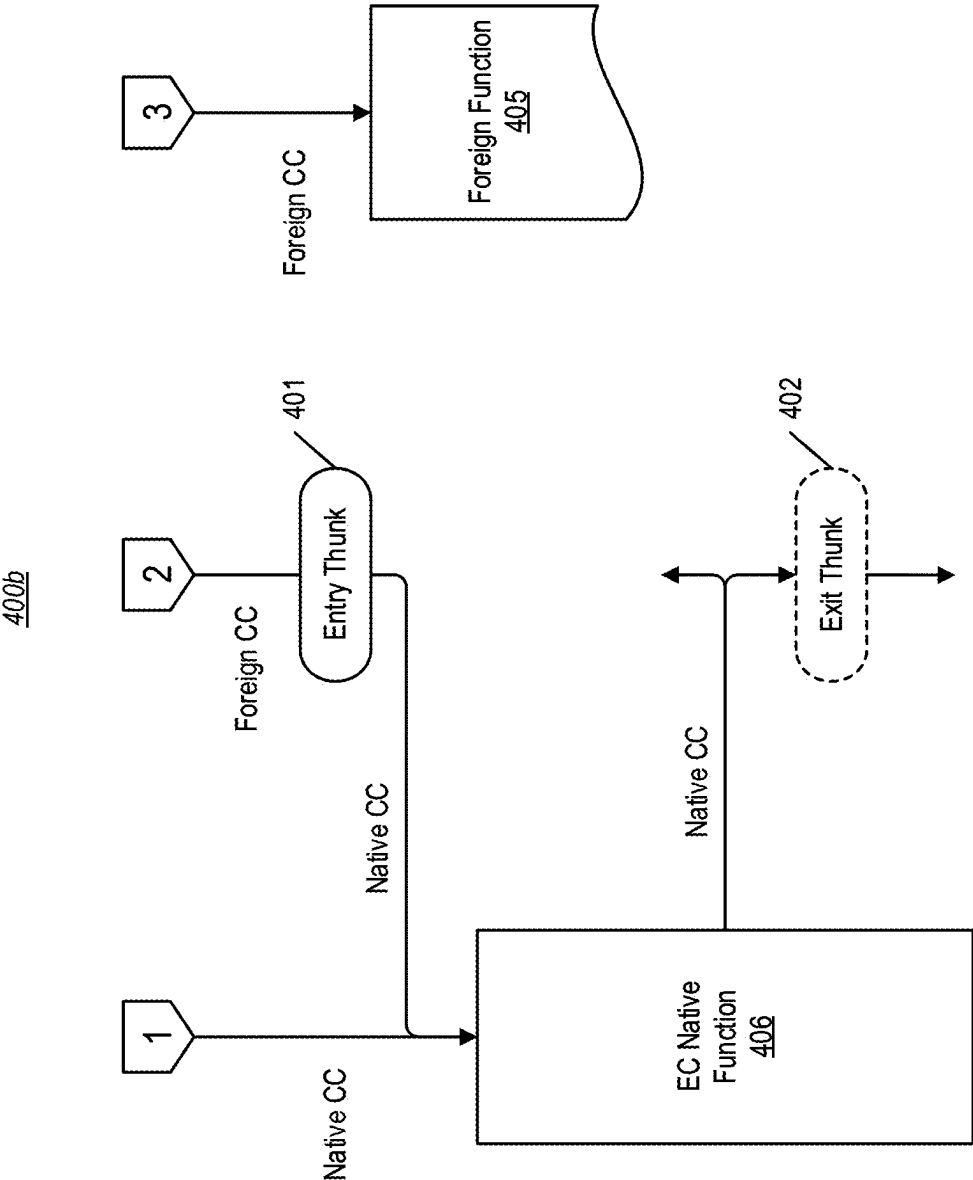 400b
1
2
3
Native CC
Foreign CC
Foreign CC
401
Entry Thunk
Native CC
Foreign Function
405
EC Native
Function
406
Native CC
402
Exit Thunk